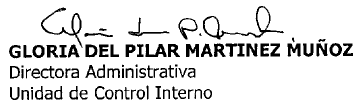 GLORIA DEL PILAR MARTINEZ MUÑOZ
Directora Administrativa
Unidad de Control Interno